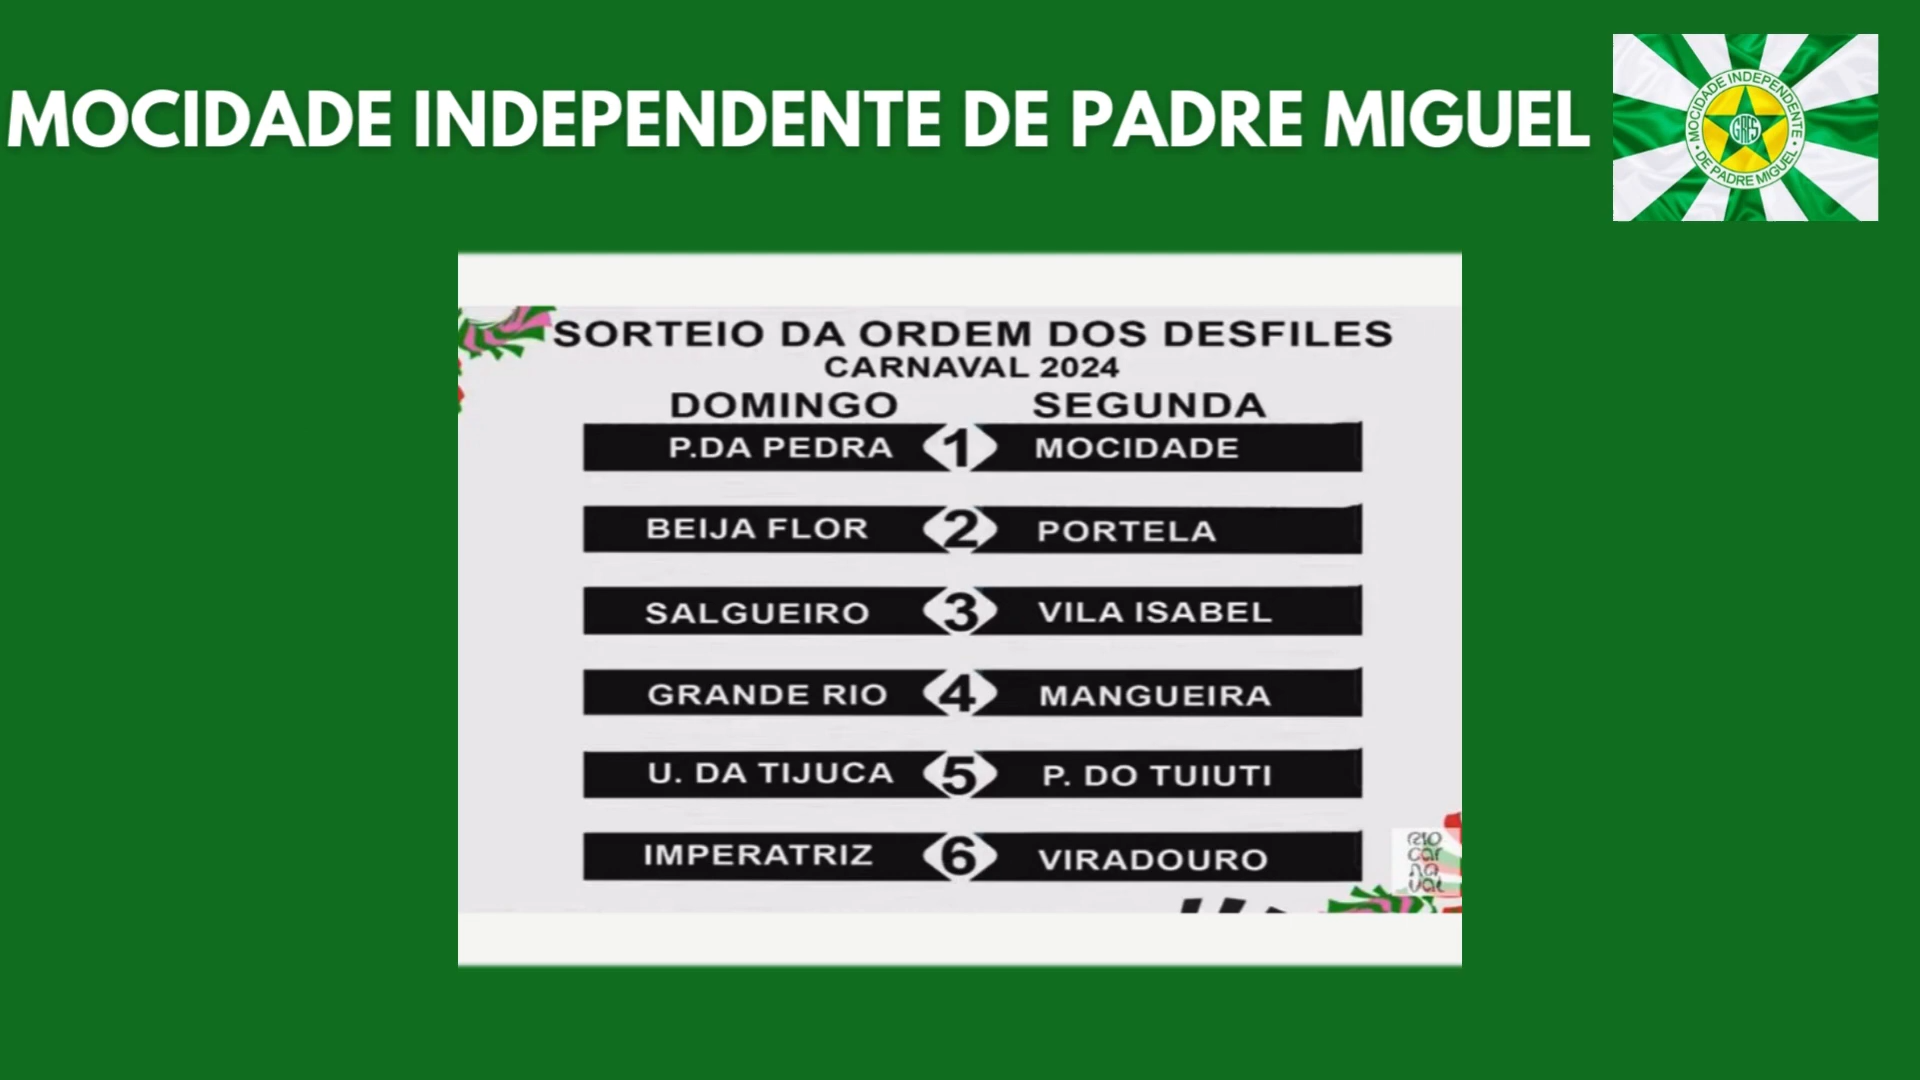 MOCIDADE INDEPENDENTE DE PADRE MIGUEL
MOCIDADE INDEPENDENTE
DE PADRE MIGUEL
GRES
SORTEIO DA ORDEM DOS DESFILES
CARNAVAL 2024
DOMINGO SEGUNDA
P.DA PEDRA 1 MOCIDADE
BEIJA FLOR 2 PORTELA
SALGUEIRO 3 VILA ISABEL
GRANDE RIO 4 MANGUEIRA
U. DA TIJUCA 5 P. DO TUIUTI
IMPERATRIZ 6 VIRADOURO
RIO
car
na
val